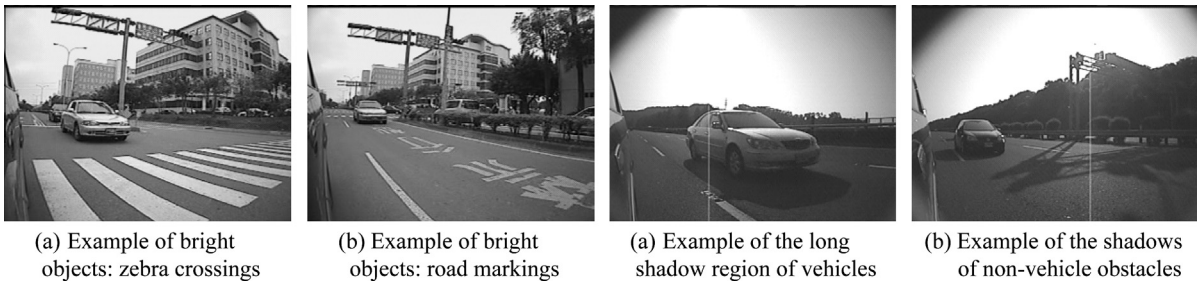 (a) Example of bright
objects: zebra crossings
(b) Example of bright
objects: road markings
(a) Example of the long
shadow region of vehicles
(b) Example of the shadows
of non-vehicle obstacles